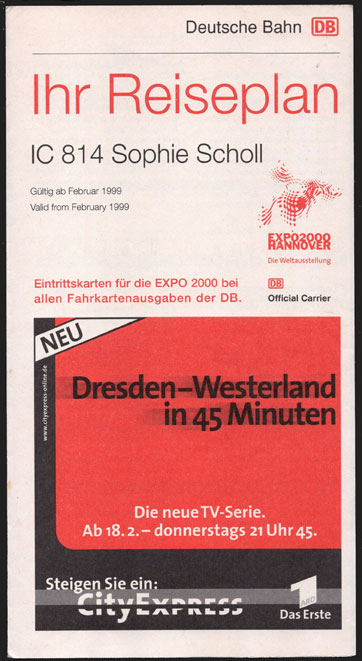 Deutsche Bahn DB
Ihr Reiseplan
IC 814 Sophie Scholl
Gültig ab Februar 1999
Valid from February 1999
EXPO2000
HANNOVER
Die Weltausstellung
Eintrittskarten für die EXPO 2000 bei
allen Fahrkartenausgaben der DB.
DB
Official Carrier
NEU
www.cityexpress-online.de
Dresden–Westerland
in 45 Minuten
Die neue TV-Serie.
Ab 18.2. – donnerstags 21 Uhr 45.
Steigen Sie ein:
CityExpress
1
ARD
Das Erste